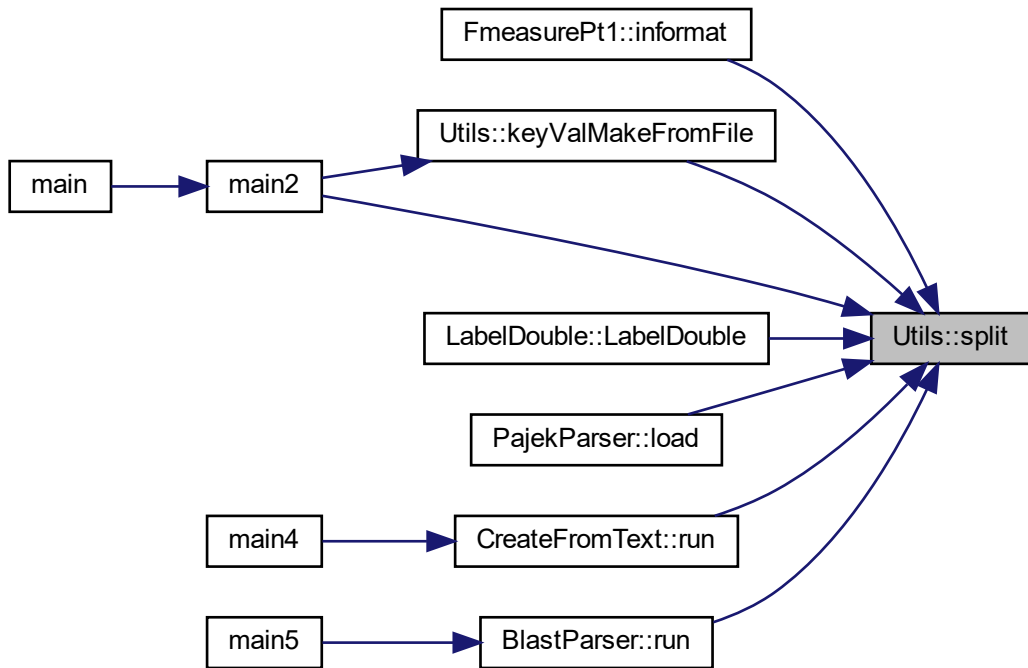 FmeasurePt1::informat
Utils::keyValMakeFromFile
main
main2
LabelDouble::LabelDouble
Utils::split
PajekParser::load
main4
CreateFromText::run
main5
BlastParser::run